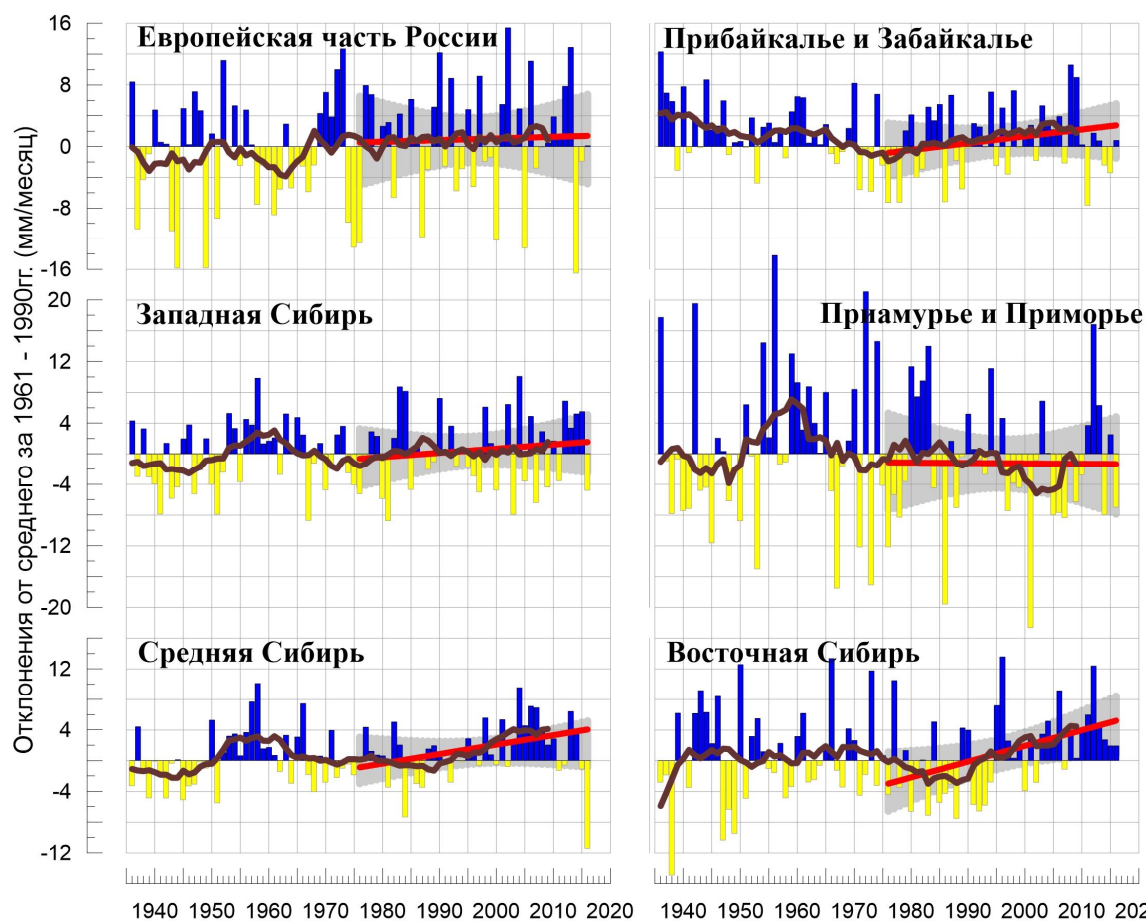 Отклонения от среднего за 1961 - 1990гг. (мм/месяц)
Европейская часть России
Прибайкалье и Забайкалье
16
8
0
-8
-16
Западная Сибирь
Приамурье и Приморье
20
12
4
-4
-12
-20
Средняя Сибирь
Восточная Сибирь
12
4
-4
-12
1940 1950 1960 1970 1980 1990 2000 2010 2020
1940 1950 1960 1970 1980 1990 2000 2010 202